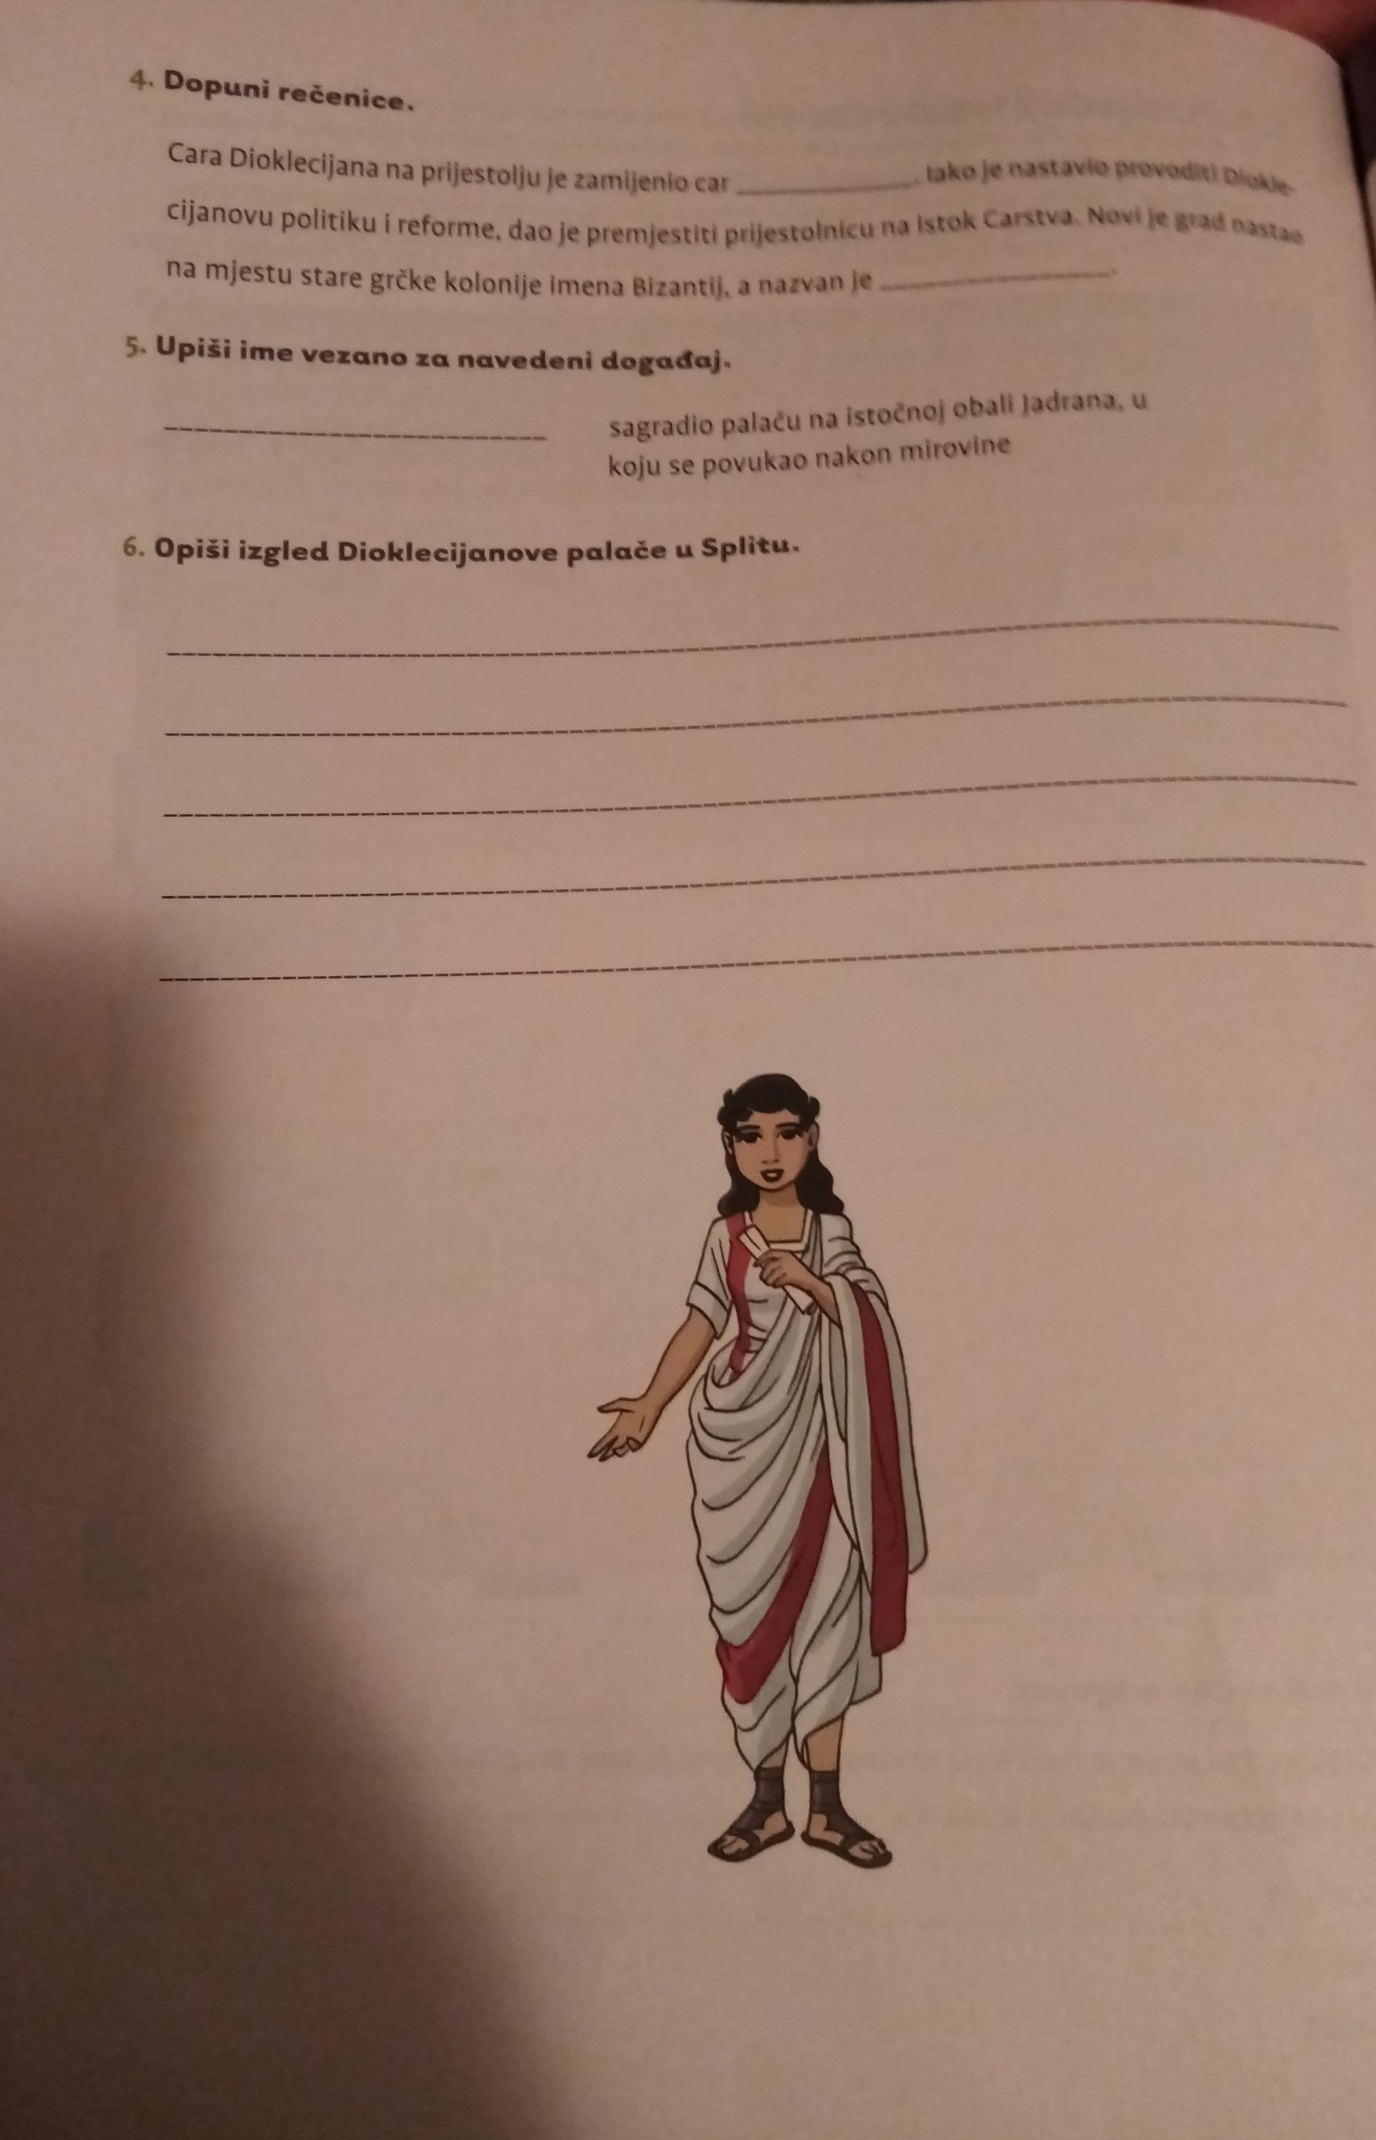 4. Dopuni rečenice.
Cara Dioklecijana na prijestolju je zamijenio car ____________. Iako je nastavio provoditi Diokle-
cijanovu politiku i reforme, dao je premjestiti prijestolnicu na istok Carstva. Novi je grad nastao
na mjestu stare grčke kolonije imena Bizantij, a nazvan je ________________.
5. Upiši ime vezano za navedeni događaj.
__________________________ sagradio palaču na istočnoj obali Jadrana, u
koju se povukao nakon mirovine
6. Opiši izgled Dioklecijanove palače u Splitu.